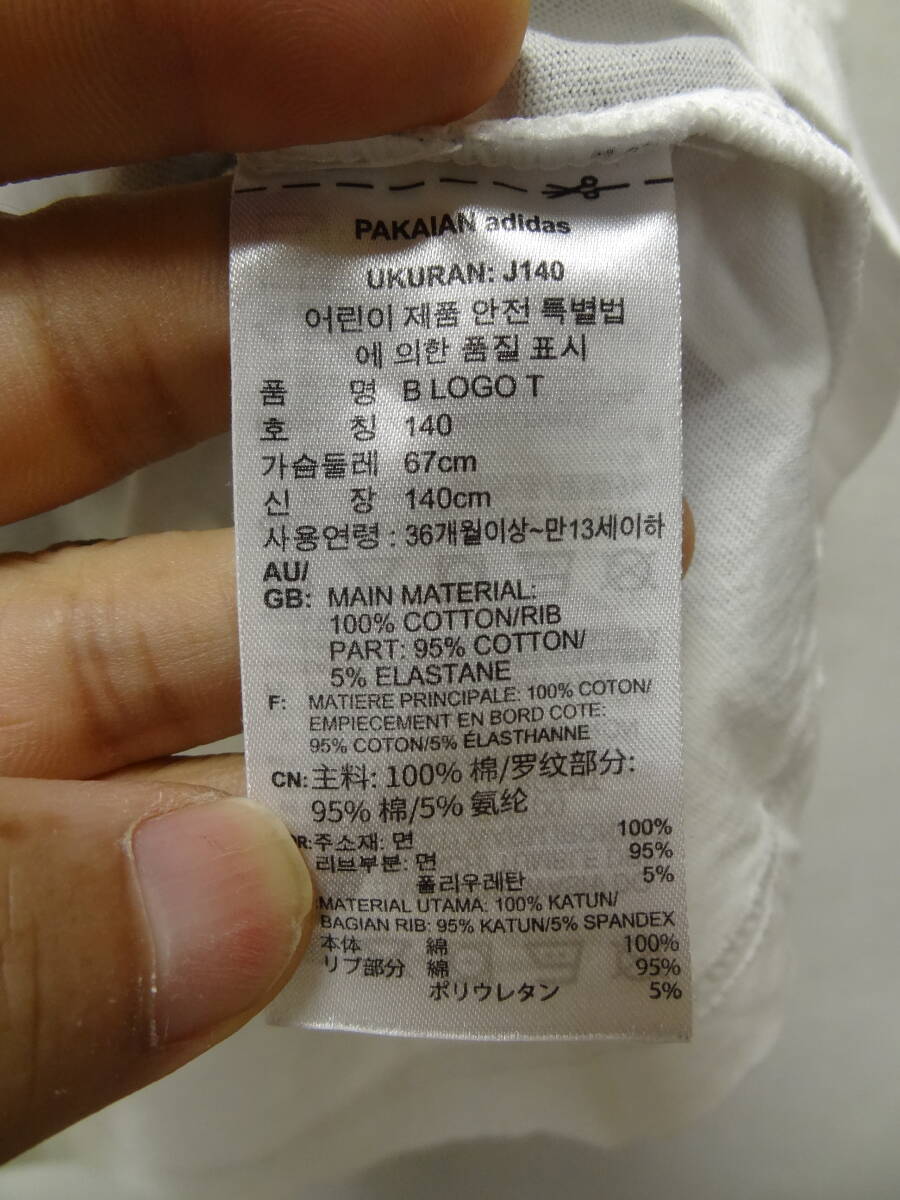 PAKAIAN adidas
UKURAN: J140
어린이 제품 안전 특별법
에 의한 품질 표시
품 명 B LOGO T
호 칭 140
가슴둘레 67cm
신 장 140cm
사용연령 : 36개월이상~만13세이하
AU/
GB: MAIN MATERIAL:
100% COTTON/RIB
PART: 95% COTTON/
5% ELASTANE
F: MATIERE PRINCIPALE: 100% COTON/
EMPIECEMENT EN BORD COTE:
95% COTON/5% ÉLASTHANNE
CN: 主料: 100% 棉/罗纹部分:
95% 棉/5% 氨纶
주소재: 면 100%
리브부분: 면 95%
폴리우레탄 5%
MATERIAL UTAMA: 100% KATUN/
BAGIAN RIB: 95% KATUN/5% SPANDEX
本体 綿 100%
リブ部分 綿 95%
ポリウレタン 5%